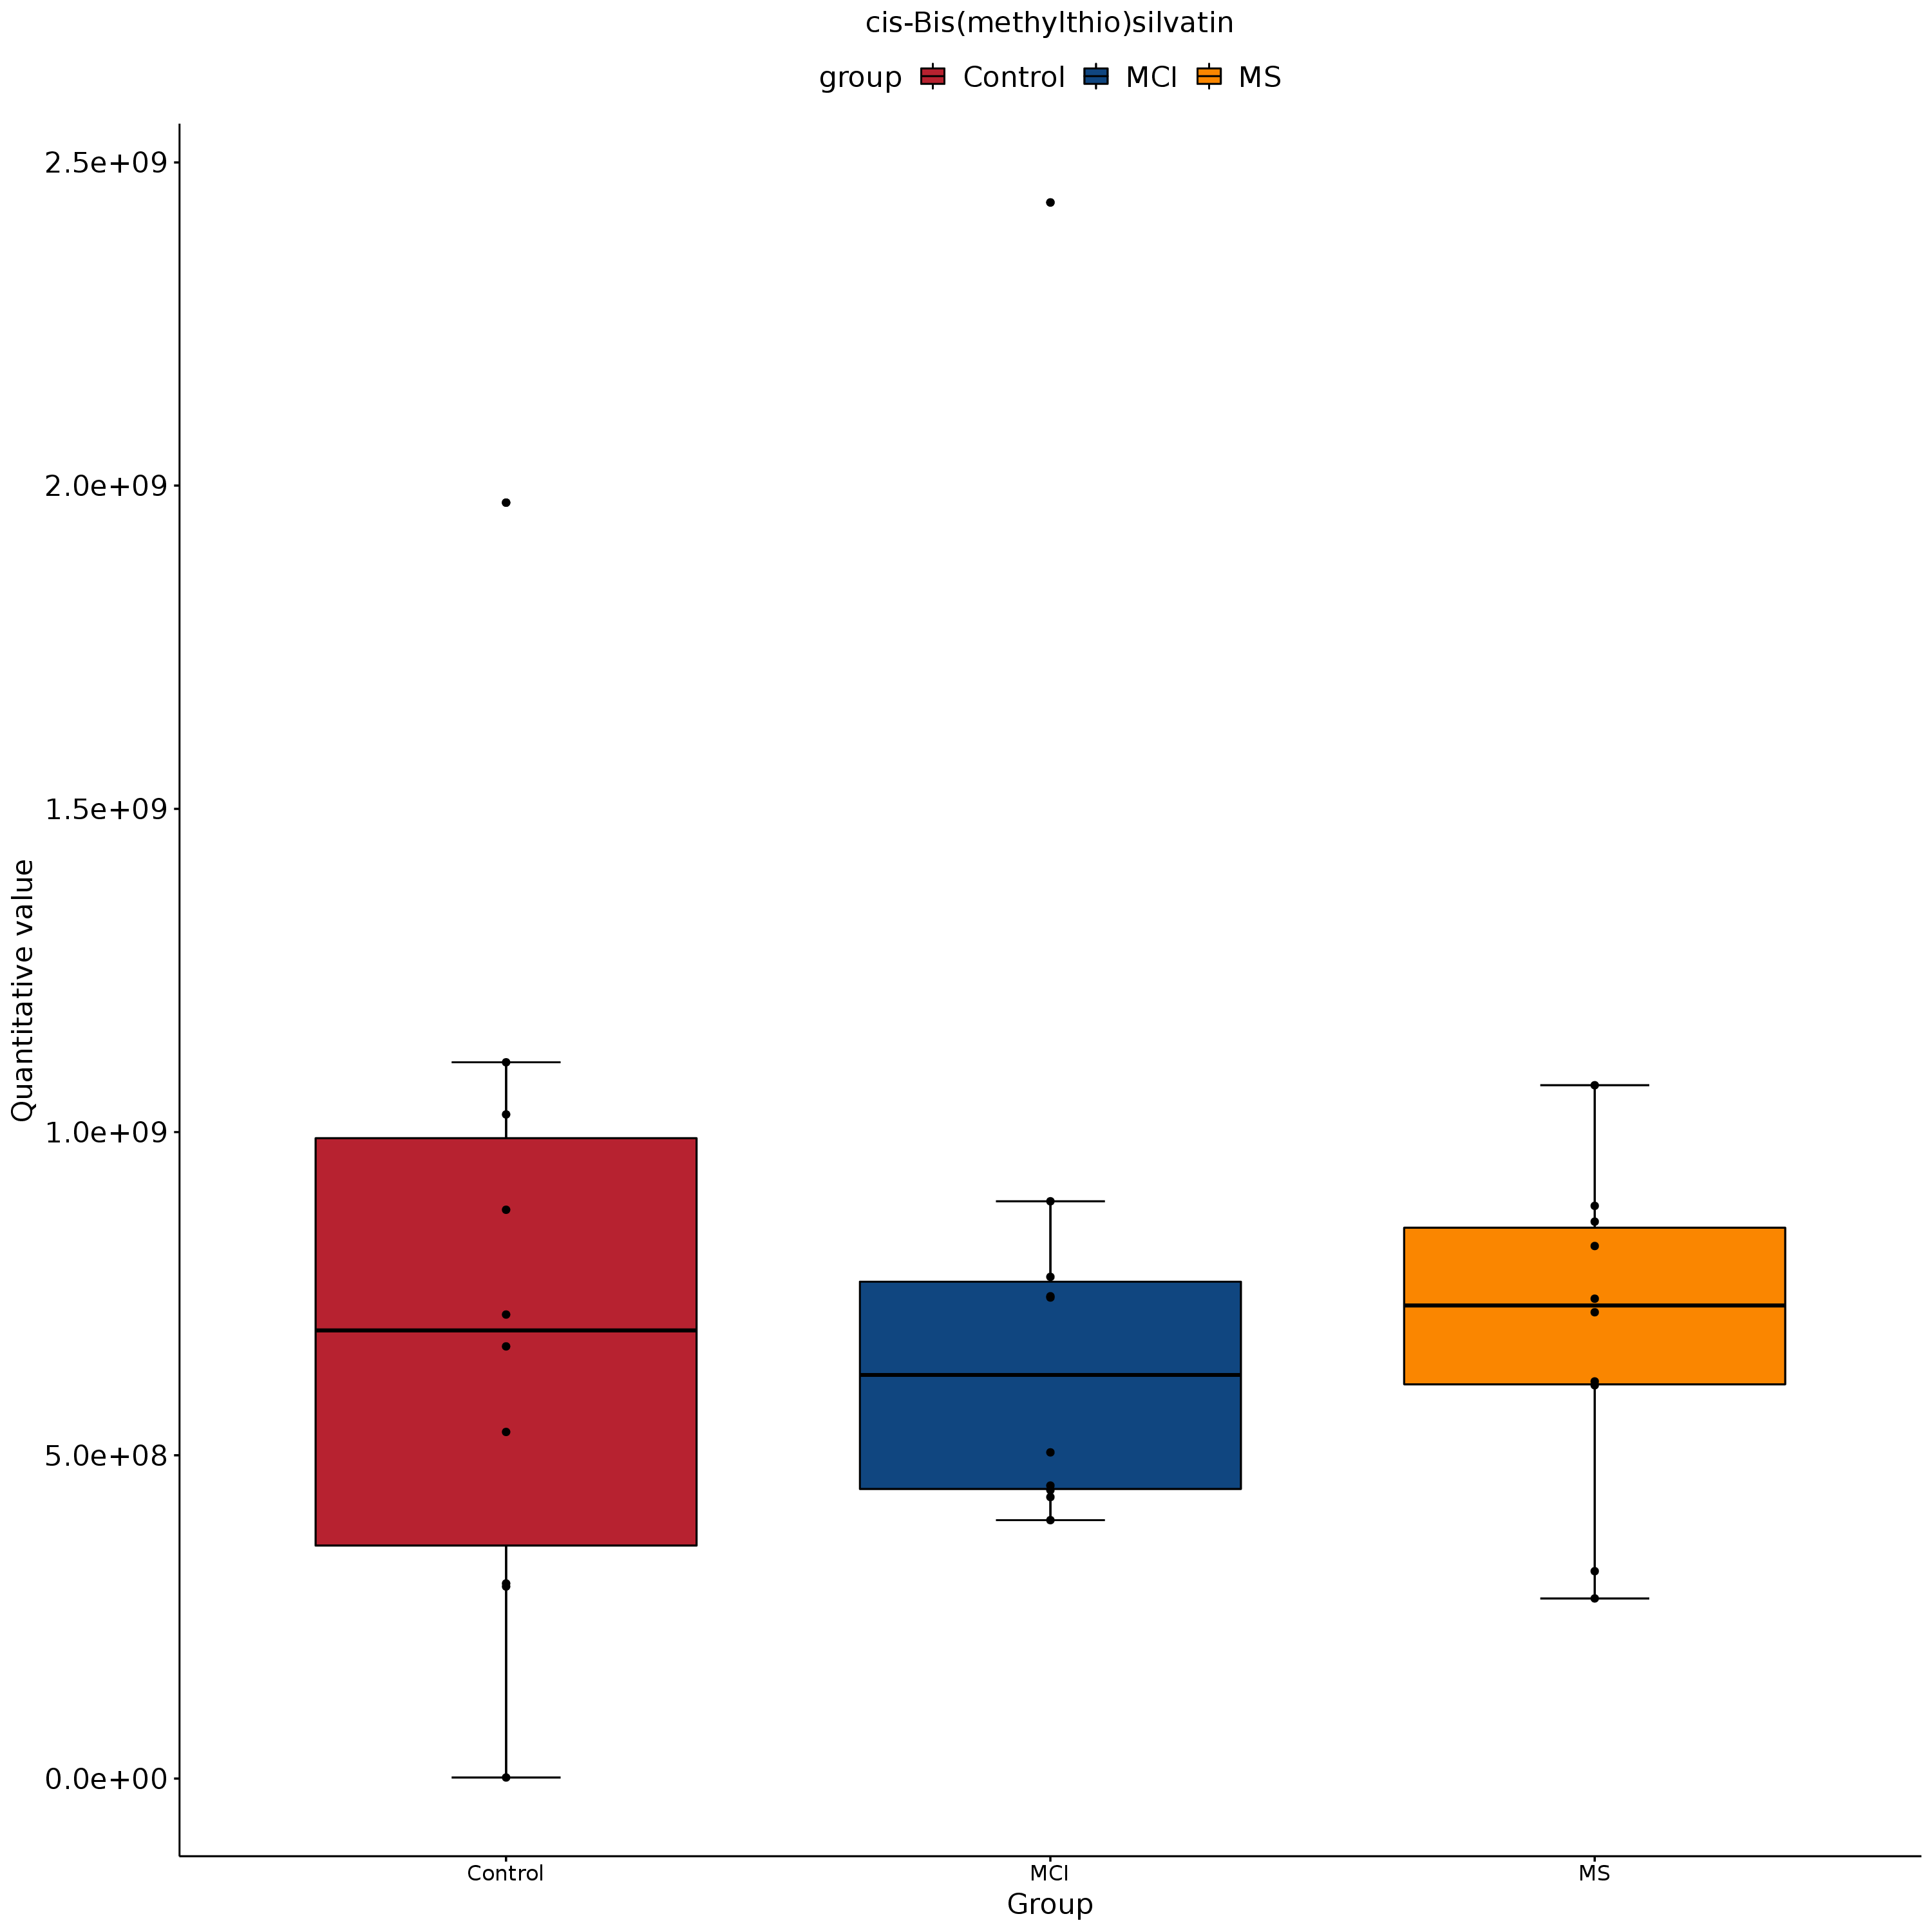 cis-Bis(methylthio)silvatin
group Control MCI MS
2.5e+09
2.0e+09
1.5e+09
1.0e+09
5.0e+08
0.0e+00
Quantitative value
Control MCI MS
Group